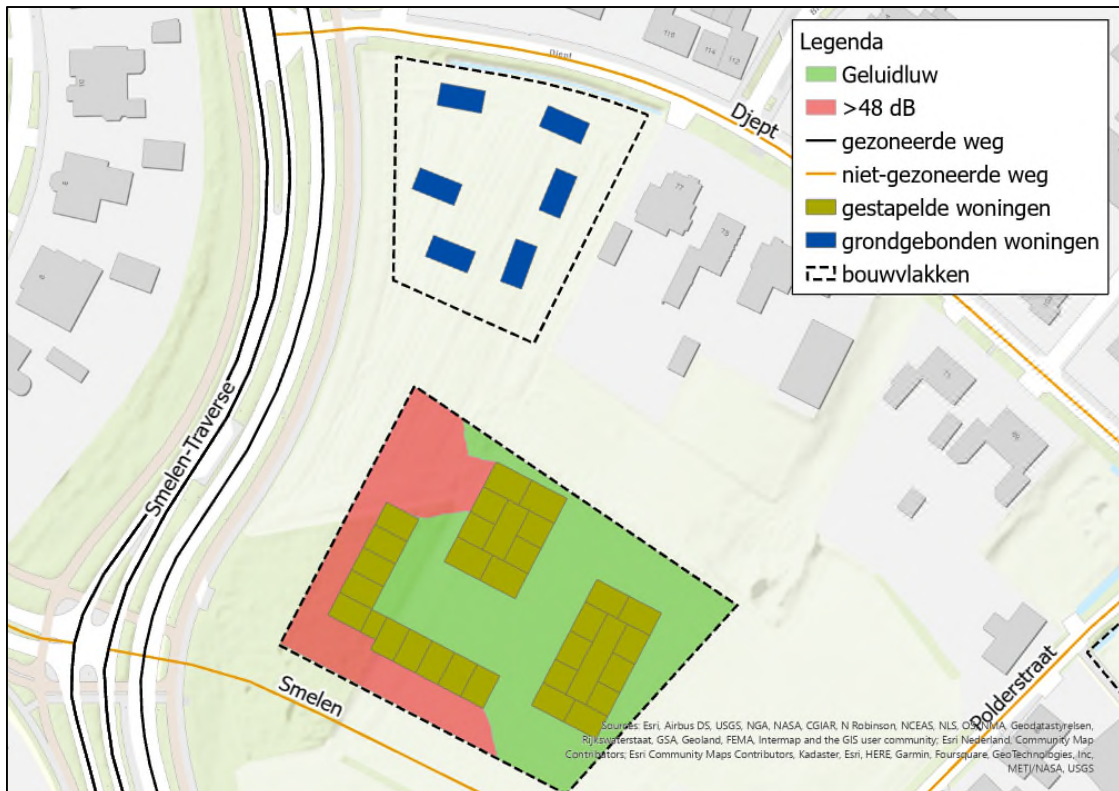 Legenda
Geluidluw
>48 dB
gezoneerde weg
niet-gezoneerde weg
gestapelde woningen
grondgebonden woningen
bouwvlakken
Djept
Djept
116
114
112
77
73
71
69
Smelen-Traverse
Smelen
Polderstraat
Sources: Esri, Airbus DS, USGS, NGA, NASA, CGIAR, N Robinson, NCEAS, NLS, OS, NMA, Geodatastyrelsen,
Rijkswaterstaat, GSA, Geoland, FEMA, Intermap and the GIS user community; Esri Nederland, Community Map
Contributors; Esri Community Maps Contributors, Kadaster, Esri, HERE, Garmin, Foursquare, GeoTechnologies, Inc,
METI/NASA, USGS